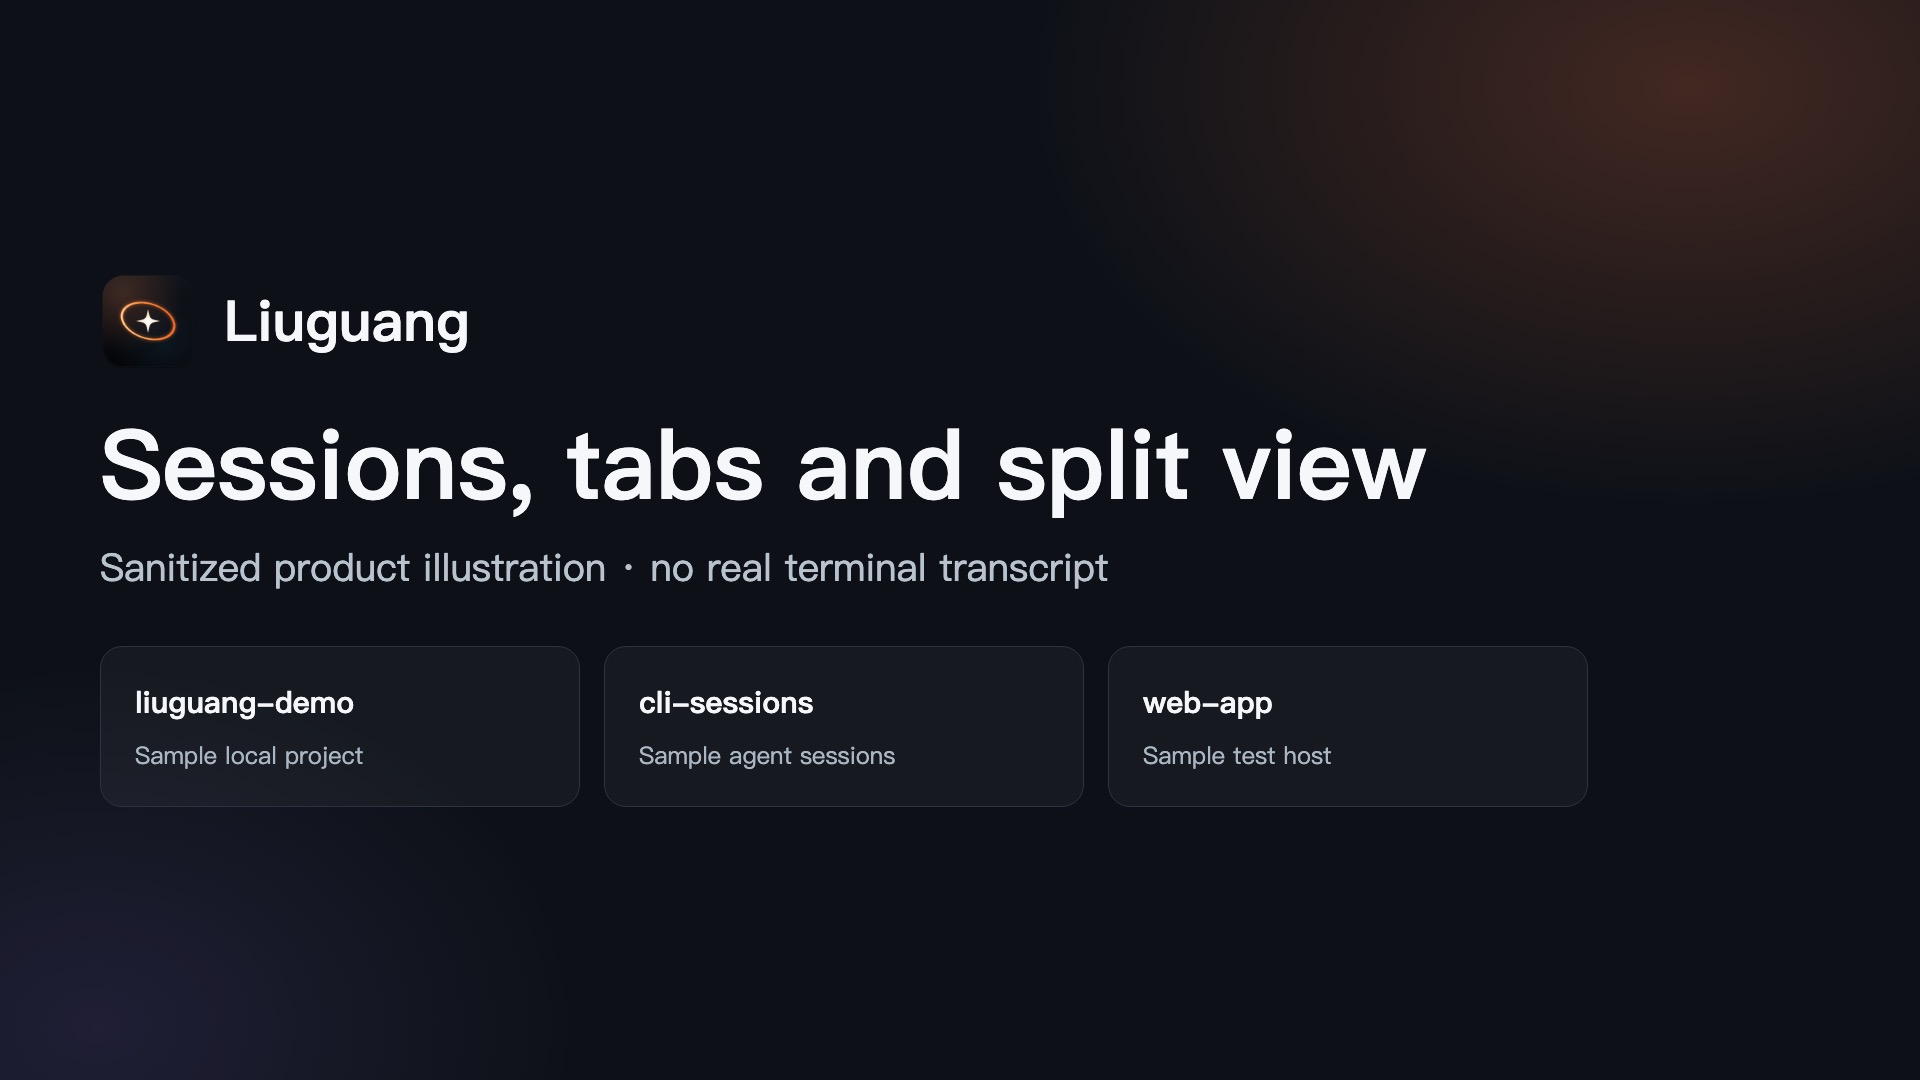 Liuguang
Sessions, tabs and split view
Sanitized product illustration · no real terminal transcript
liuguang-demo
Sample local project
cli-sessions
Sample agent sessions
web-app
Sample test host